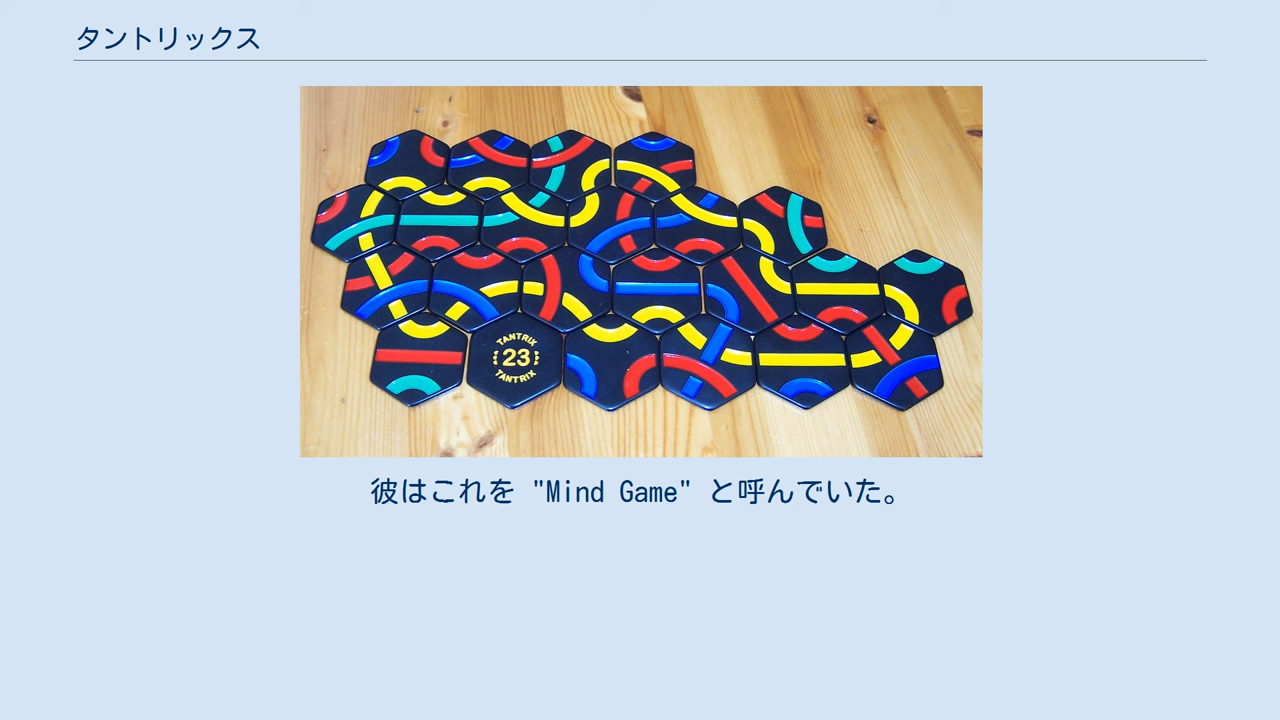 タントリックス
TANTRIX
23
TANTRIX
彼はこれを "Mind Game" と呼んでいた。